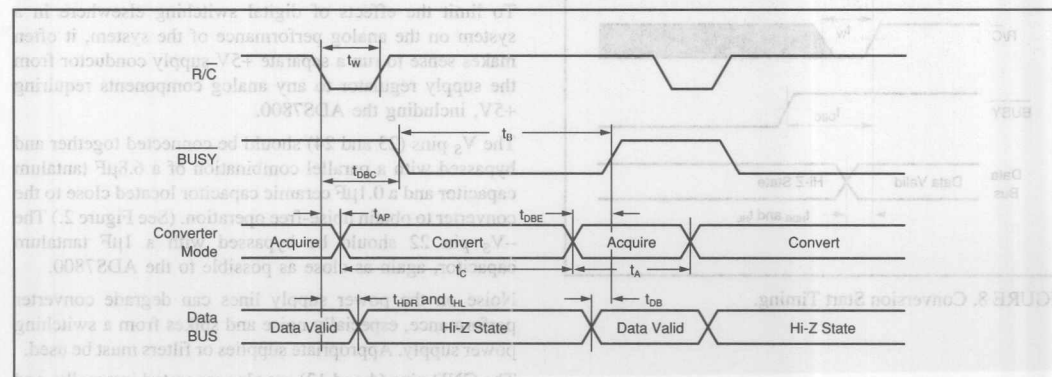 To limit the effects of digital switching elsewhere in a
system on the analog performance of the system, it often
makes sense to run a separate +5V supply conductor from
the supply regulator to any analog components requiring
+5V, including the ADS7800.
The VS pins (23 and 24) should be connected together and
bypassed with a parallel combination of a 6.8µF tantalum
capacitor and a 0.1µF ceramic capacitor located close to the
converter to obtain noise-free operation. (See Figure 2.) The
–VS pin 22 should be bypassed with a 1µF tantalum
capacitor, again as close as possible to the ADS7800.
Noise power supply lines can degrade converter
performance, especially noise and spikes from a switching
power supply. Appropriate supplies or filters must be used.
R/C
BUSY
Data
Bus
Data Valid
Hi-Z State
GURE 8. Conversion Start Timing.
R/C
tW
BUSY
tB
tDBC
Converter
Mode
tAP
tDBE
Acquire
Convert
Acquire
Convert
tC
tA
Data
BUS
tHDR and tHL
tDB
Data Valid
Hi-Z State
Data Valid
Hi-Z State